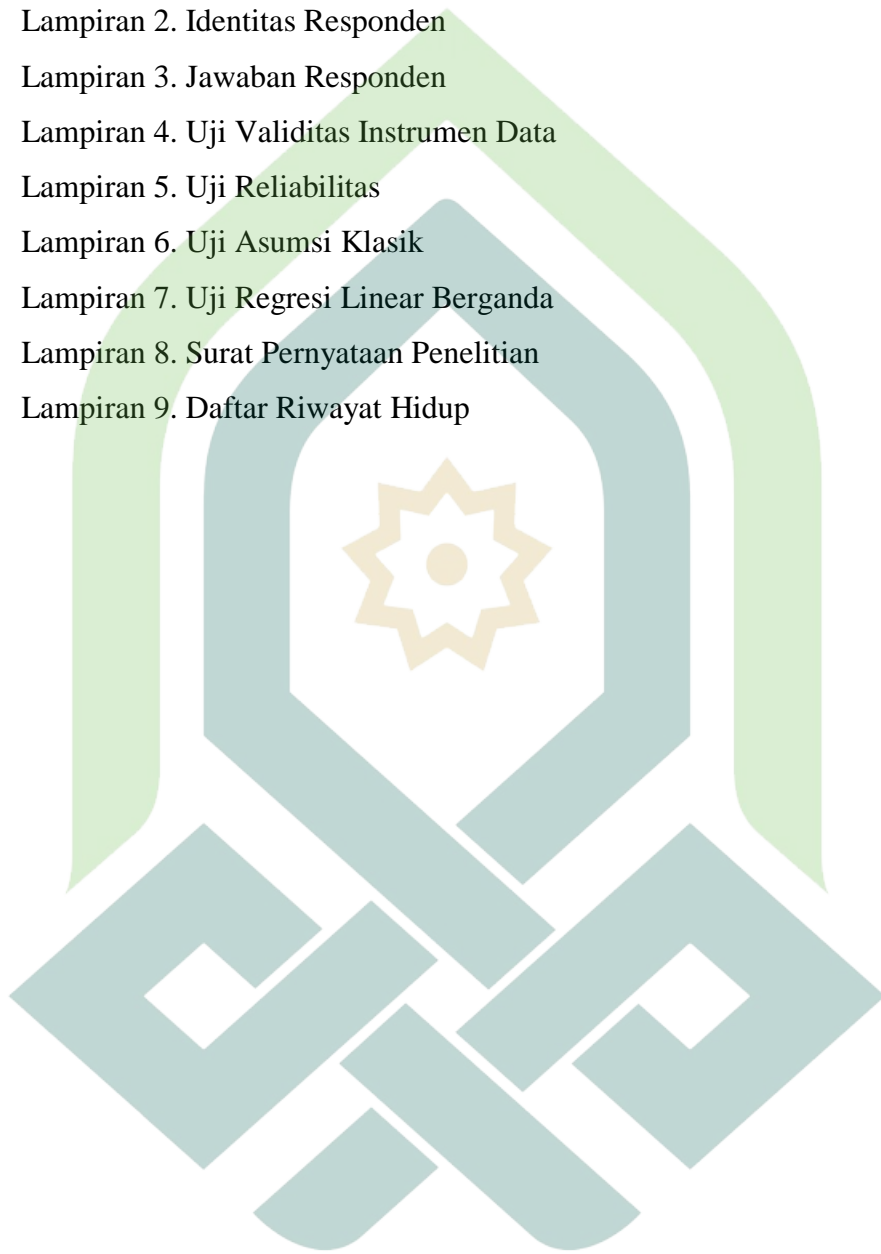 Lampiran 2. Identitas Responden
Lampiran 3. Jawaban Responden
Lampiran 4. Uji Validitas Instrumen Data
Lampiran 5. Uji Reliabilitas
Lampiran 6. Uji Asumsi Klasik
Lampiran 7. Uji Regresi Linear Berganda
Lampiran 8. Surat Pernyataan Penelitian
Lampiran 9. Daftar Riwayat Hidup